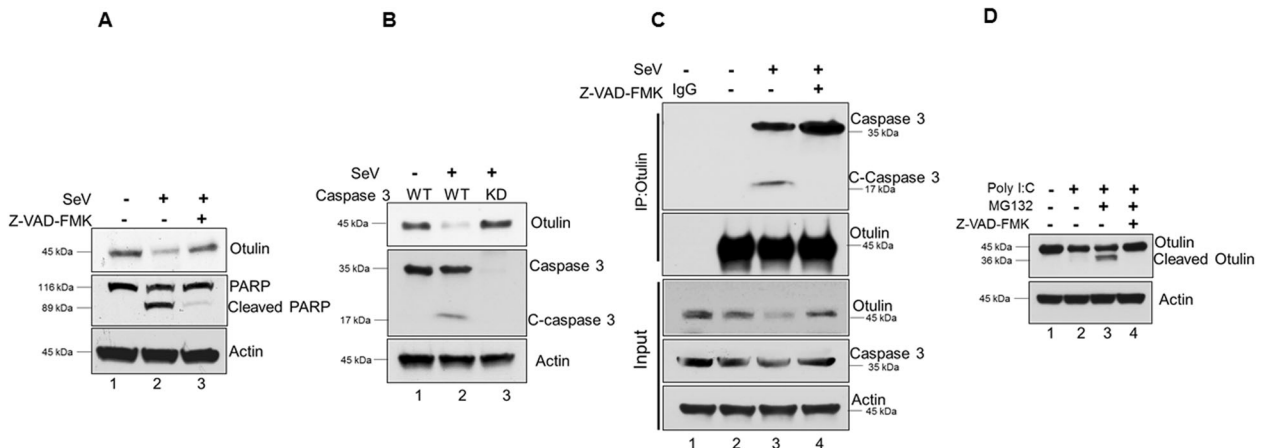 A
SeV - + +
Z-VAD-FMK - - +
45 kDa Otulin
116 kDa PARP
89 kDa Cleaved PARP
45 kDa Actin
1 2 3
B
SeV - + +
Caspase 3 WT WT KD
45 kDa Otulin
35 kDa Caspase 3
17 kDa C-caspase 3
45 kDa Actin
1 2 3
C
SeV - - + +
Z-VAD-FMK IgG - - +
IP:Otulin
Caspase 3
35 kDa
C-Caspase 3
17 kDa
Otulin
45 kDa
Input
Otulin
45 kDa
Caspase 3
35 kDa
Actin
45 kDa
1 2 3 4
D
Poly I:C - + + +
MG132 - - + +
Z-VAD-FMK - - - +
45 kDa Otulin
36 kDa Cleaved Otulin
45 kDa Actin
1 2 3 4